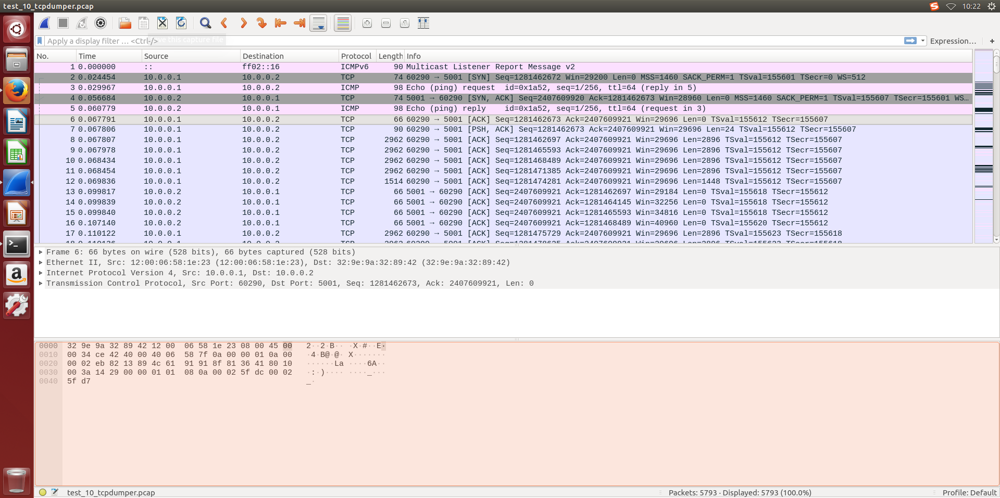 test_10_tcpdumper.pcap
10:22
Apply a display filter … <Ctrl-/>
this capture file
Expression…
+
No. Time Source Destination Protocol Length Info
1 0.000000 :: ff02::16 ICMPv6 90 Multicast Listener Report Message v2
2 0.024454 10.0.0.1 10.0.0.2 TCP 74 60290 → 5001 [SYN] Seq=1281462672 Win=29200 Len=0 MSS=1460 SACK_PERM=1 TSval=155601 TSecr=0 WS=512
3 0.029967 10.0.0.1 10.0.0.2 ICMP 98 Echo (ping) request id=0x1a52, seq=1/256, ttl=64 (reply in 5)
4 0.056684 10.0.0.2 10.0.0.1 TCP 74 5001 → 60290 [SYN, ACK] Seq=2407609920 Ack=1281462673 Win=28960 Len=0 MSS=1460 SACK_PERM=1 TSval=155607 TSecr=155601 WS…
5 0.060779 10.0.0.2 10.0.0.1 ICMP 98 Echo (ping) reply id=0x1a52, seq=1/256, ttl=64 (request in 3)
6 0.067791 10.0.0.1 10.0.0.2 TCP 66 60290 → 5001 [ACK] Seq=1281462673 Ack=2407609921 Win=29696 Len=0 TSval=155612 TSecr=155607
7 0.067806 10.0.0.1 10.0.0.2 TCP 90 60290 → 5001 [PSH, ACK] Seq=1281462673 Ack=2407609921 Win=29696 Len=24 TSval=155612 TSecr=155607
8 0.067807 10.0.0.1 10.0.0.2 TCP 2962 60290 → 5001 [ACK] Seq=1281462697 Ack=2407609921 Win=29696 Len=2896 TSval=155612 TSecr=155607
9 0.067978 10.0.0.1 10.0.0.2 TCP 2962 60290 → 5001 [ACK] Seq=1281465593 Ack=2407609921 Win=29696 Len=2896 TSval=155612 TSecr=155607
10 0.068434 10.0.0.1 10.0.0.2 TCP 2962 60290 → 5001 [ACK] Seq=1281468489 Ack=2407609921 Win=29696 Len=2896 TSval=155612 TSecr=155607
11 0.068454 10.0.0.1 10.0.0.2 TCP 2962 60290 → 5001 [ACK] Seq=1281471385 Ack=2407609921 Win=29696 Len=2896 TSval=155612 TSecr=155607
12 0.069836 10.0.0.1 10.0.0.2 TCP 1514 60290 → 5001 [ACK] Seq=1281474281 Ack=2407609921 Win=29696 Len=1448 TSval=155612 TSecr=155607
13 0.099817 10.0.0.2 10.0.0.1 TCP 66 5001 → 60290 [ACK] Seq=2407609921 Ack=1281462697 Win=29184 Len=0 TSval=155618 TSecr=155612
14 0.099839 10.0.0.2 10.0.0.1 TCP 66 5001 → 60290 [ACK] Seq=2407609921 Ack=1281464145 Win=32256 Len=0 TSval=155618 TSecr=155612
15 0.099840 10.0.0.2 10.0.0.1 TCP 66 5001 → 60290 [ACK] Seq=2407609921 Ack=1281465593 Win=34816 Len=0 TSval=155618 TSecr=155612
16 0.107140 10.0.0.2 10.0.0.1 TCP 66 5001 → 60290 [ACK] Seq=2407609921 Ack=1281468489 Win=40960 Len=0 TSval=155620 TSecr=155612
17 0.110122 10.0.0.1 10.0.0.2 TCP 2962 60290 → 5001 [ACK] Seq=1281475729 Ack=2407609921 Win=29696 Len=2896 TSval=155623 TSecr=155618
18 0.110136 10.0.0.1 10.0.0.2 TCP 2962 60290 → 5001 [ACK] Seq=1281478625 Ack=2407609921 Win=29696 Len=2896 TSval=155623 TSecr=155618
Frame 6: 66 bytes on wire (528 bits), 66 bytes captured (528 bits)
Ethernet II, Src: 12:00:06:58:1e:23 (12:00:06:58:1e:23), Dst: 32:9e:9a:32:89:42 (32:9e:9a:32:89:42)
Internet Protocol Version 4, Src: 10.0.0.1, Dst: 10.0.0.2
Transmission Control Protocol, Src Port: 60290, Dst Port: 5001, Seq: 1281462673, Ack: 2407609921, Len: 0
0000 32 9e 9a 32 89 42 12 00 06 58 1e 23 08 00 45 00 2··2·B·· ·X·#··E·
0010 00 34 ce 42 40 00 40 06 58 7f 0a 00 00 01 0a 00 ·4·B@·@· X·······
0020 00 02 eb 82 13 89 4c 61 91 91 8f 81 36 41 80 10 ······La ····6A··
0030 00 3a 14 29 00 00 01 01 08 0a 00 02 5f dc 00 02 ·:·)···· ····_···
0040 5f d7 _·
test_10_tcpdumper.pcap
Packets: 5793 · Displayed: 5793 (100.0%)
Profile: Default